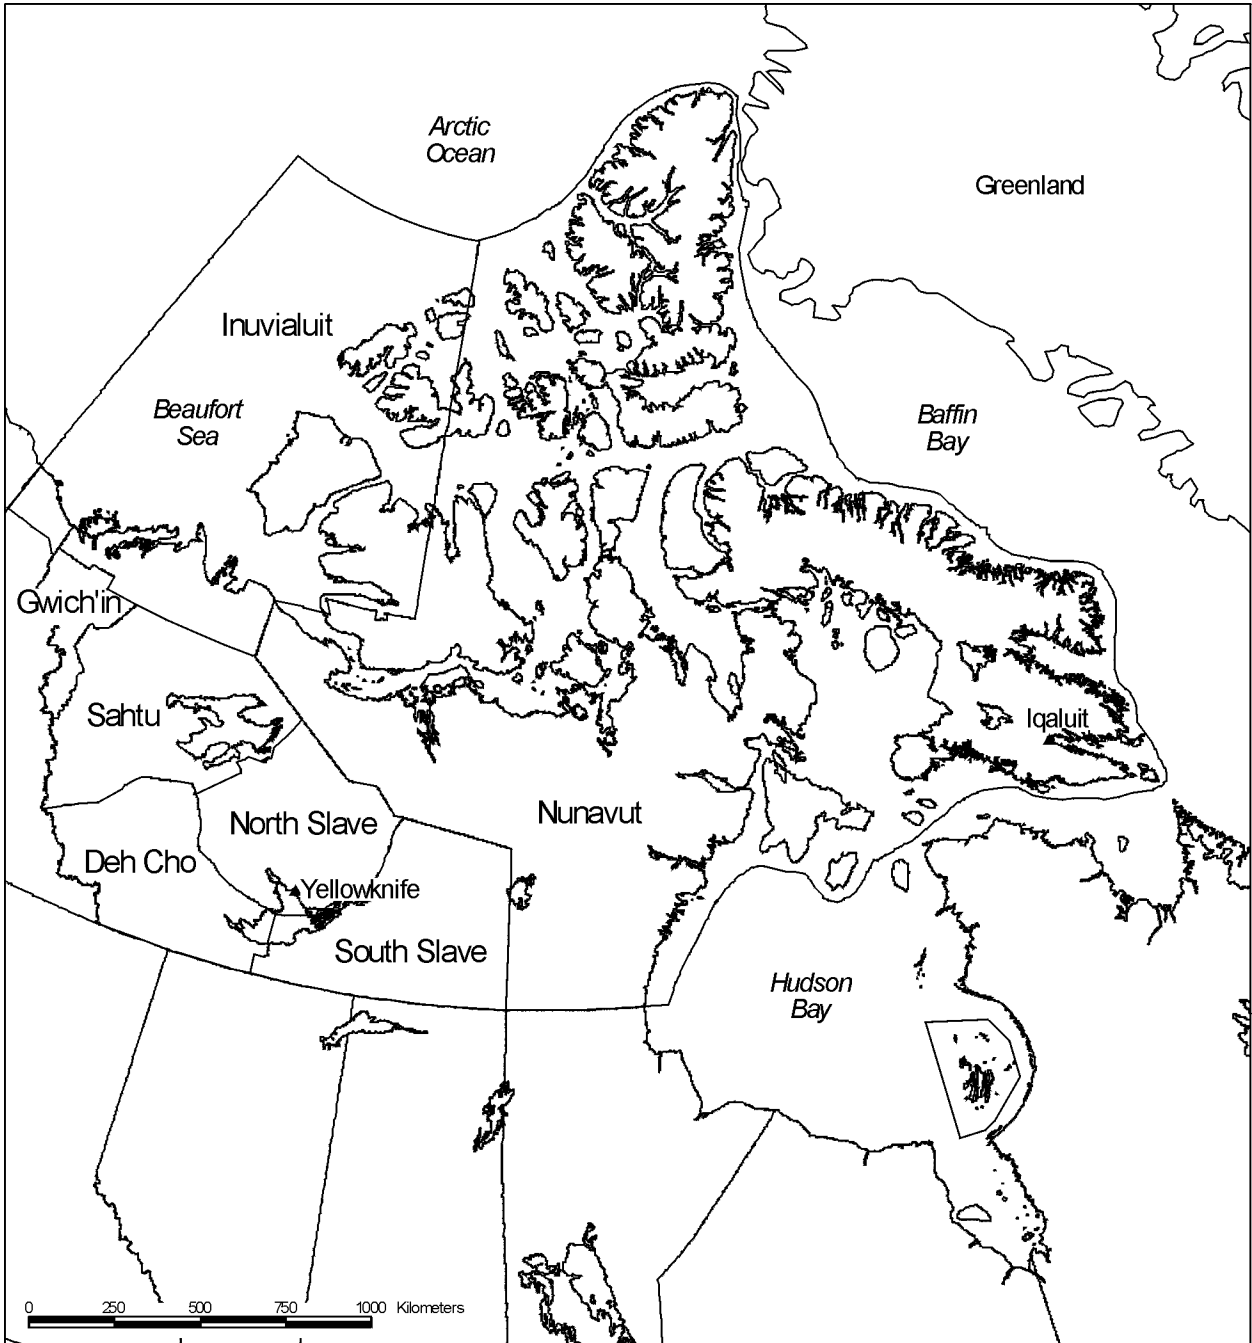 Arctic
Ocean
Greenland
Inuvialuit
Beaufort
Sea
Baffin
Bay
Gwich'in
Sahtu
Iqaluit
North Slave
Nunavut
Deh Cho
Yellowknife
South Slave
Hudson
Bay
0 250 500 750 1000 Kilometers